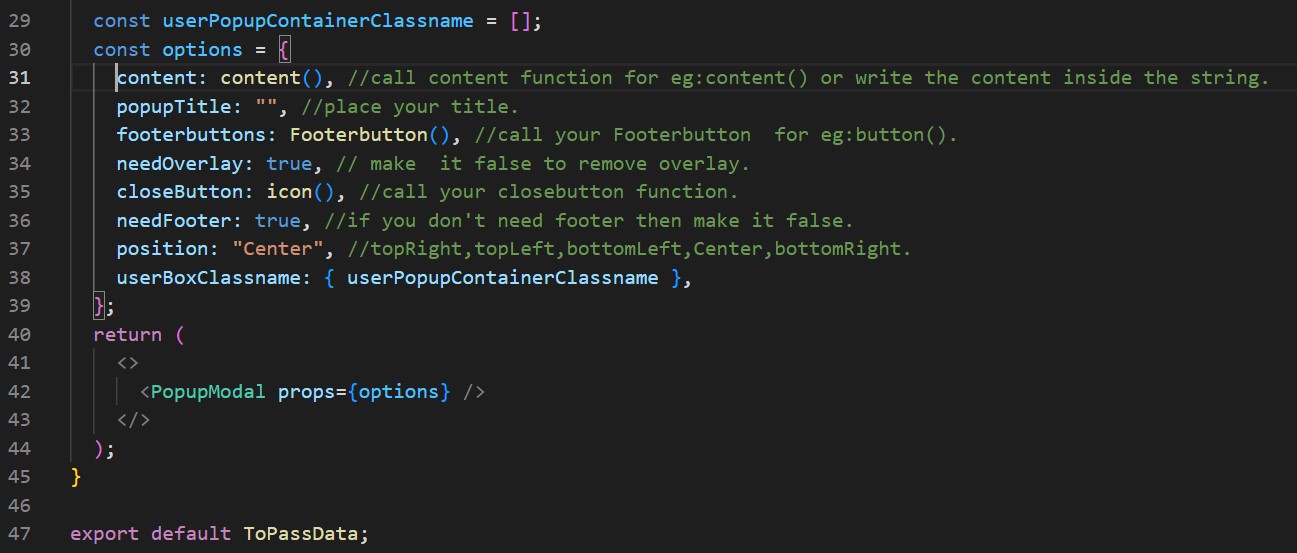 29 const userPopupContainerClassname = [];
30 const options = {
31 content: content(), //call content function for eg:content() or write the content inside the string.
32 popupTitle: "", //place your title.
33 footerbuttons: Footerbutton(), //call your Footerbutton  for eg:button().
34 needOverlay: true, // make  it false to remove overlay.
35 closeButton: icon(), //call your closebutton function.
36 needFooter: true, //if you don't need footer then make it false.
37 position: "Center", //topRight,topLeft,bottomLeft,Center,bottomRight.
38 userBoxClassname: { userPopupContainerClassname },
39 };
40 return (
41 <>
42 <PopupModal props={options} />
43 </>
44 );
45 }
46
47 export default ToPassData;